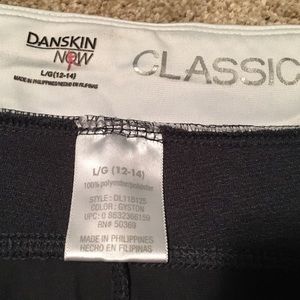 DANSKIN
NOW
L/G(12-14)
MADE IN PHILIPPINES/HECHO EN FILIPINAS
CLASSIC
L/G (12-14)
100% polyester/poliéster
STYLE: DL11B125
COLOR: GYSTON
UPC: 0 8632366159
RN# 50369
MADE IN PHILIPPINES
HECHO EN FILIPINAS